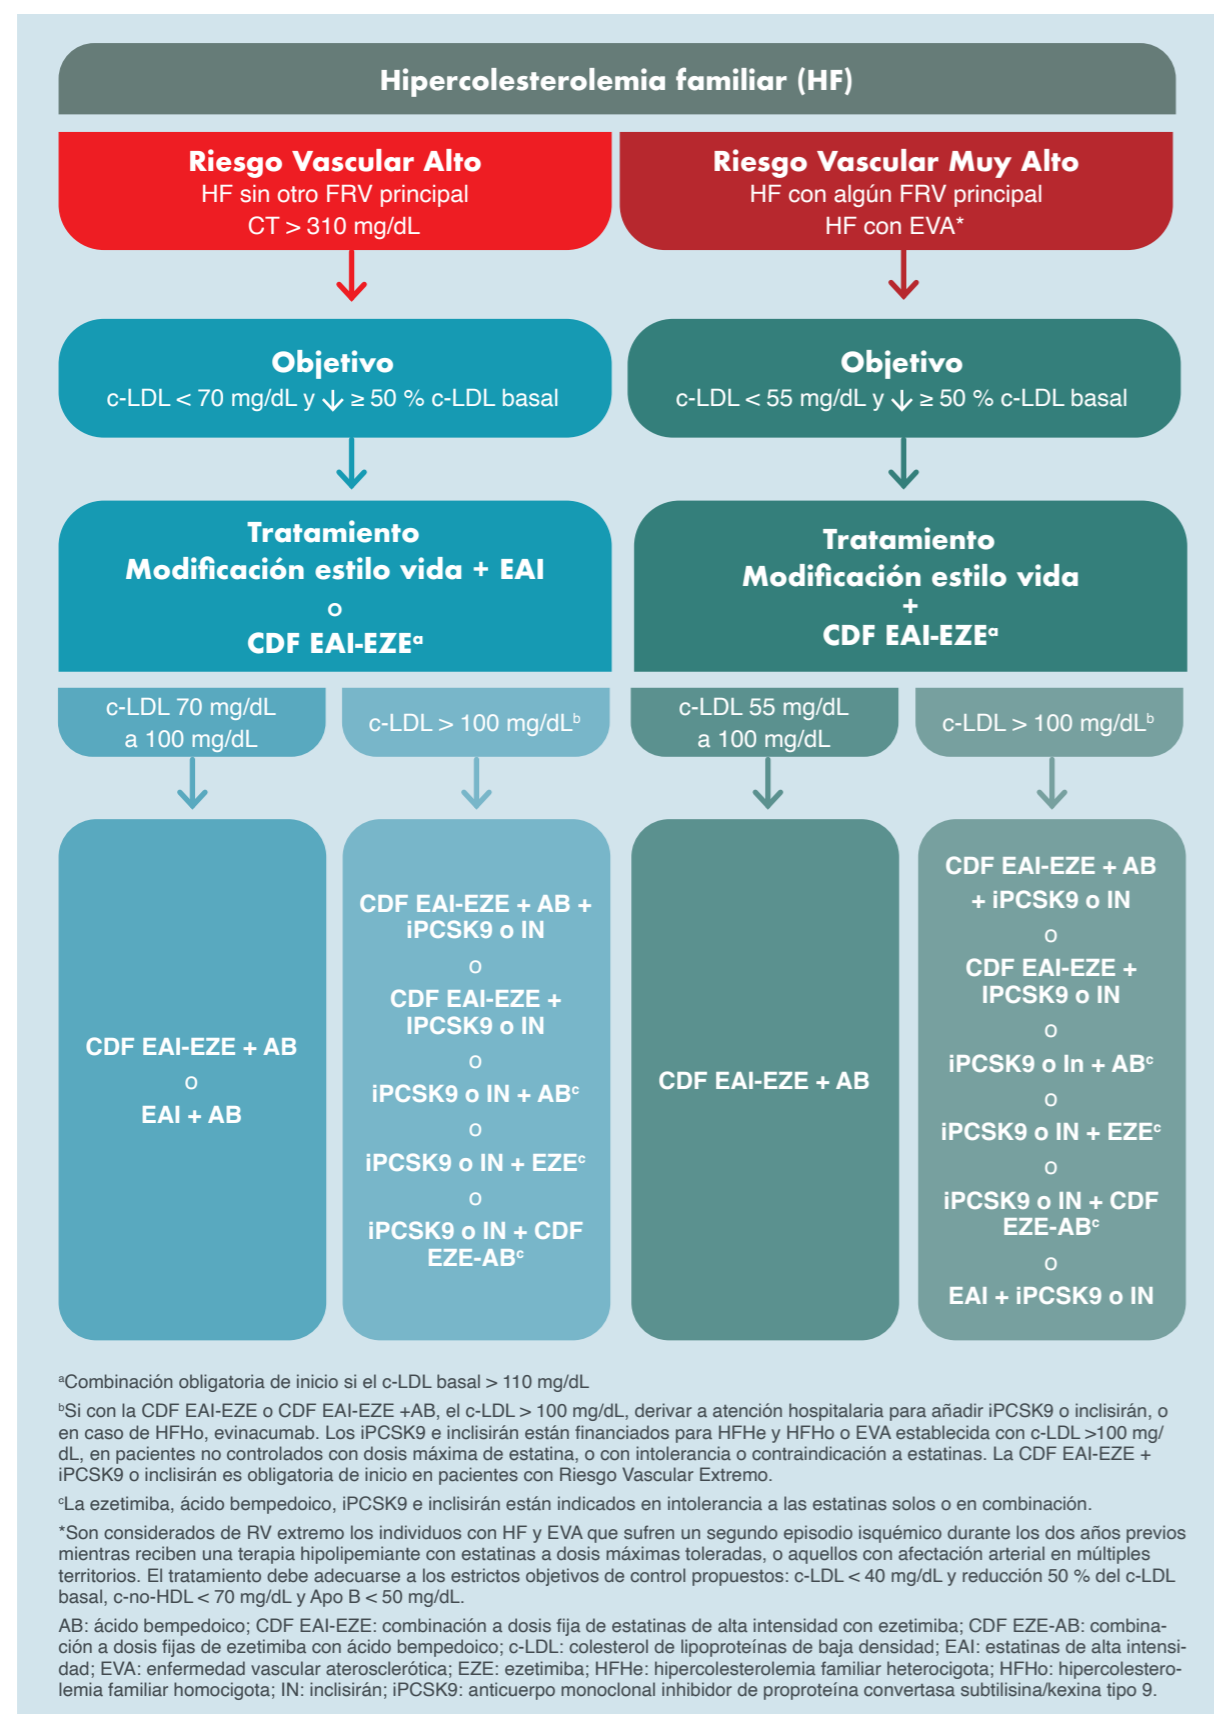 Hipercolesterolemia familiar (HF)
Riesgo Vascular Alto
HF sin otro FRV principal
CT > 310 mg/dL
Riesgo Vascular Muy Alto
HF con algún FRV principal
HF con EVA*
Objetivo
c-LDL < 70 mg/dL y ↓ ≥ 50 % c-LDL basal
Objetivo
c-LDL < 55 mg/dL y ↓ ≥ 50 % c-LDL basal
Tratamiento
Modificación estilo vida + EAI
o
CDF EAI-EZEᵃ
Tratamiento
Modificación estilo vida
+
CDF EAI-EZEᵃ
c-LDL 70 mg/dL
a 100 mg/dL
c-LDL > 100 mg/dLᵇ
c-LDL 55 mg/dL
a 100 mg/dL
c-LDL > 100 mg/dLᵇ
CDF EAI-EZE + AB
o
EAI + AB
CDF EAI-EZE + AB +
iPCSK9 o IN
o
CDF EAI-EZE +
IPCSK9 o IN
o
iPCSK9 o IN + ABᶜ
o
iPCSK9 o IN + EZEᶜ
o
iPCSK9 o IN + CDF
EZE-ABᶜ
CDF EAI-EZE + AB
CDF EAI-EZE + AB
+ iPCSK9 o IN
o
CDF EAI-EZE +
IPCSK9 o IN
o
iPCSK9 o In + ABᶜ
o
iPCSK9 o IN + EZEᶜ
o
iPCSK9 o IN + CDF
EZE-ABᶜ
o
EAI + iPCSK9 o IN
ᵃCombinación obligatoria de inicio si el c-LDL basal > 110 mg/dL
ᵇSi con la CDF EAI-EZE o CDF EAI-EZE +AB, el c-LDL > 100 mg/dL, derivar a atención hospitalaria para añadir iPCSK9 o inclisirán, o
en caso de HFHo, evinacumab. Los iPCSK9 e inclisirán están financiados para HFHe y HFHo o EVA establecida con c-LDL >100 mg/
dL, en pacientes no controlados con dosis máxima de estatina, o con intolerancia o contraindicación a estatinas. La CDF EAI-EZE +
iPCSK9 o inclisirán es obligatoria de inicio en pacientes con Riesgo Vascular Extremo.
ᶜLa ezetimiba, ácido bempedoico, iPCSK9 e inclisirán están indicados en intolerancia a las estatinas solos o en combinación.
*Son considerados de RV extremo los individuos con HF y EVA que sufren un segundo episodio isquémico durante los dos años previos
mientras reciben una terapia hipolipemiante con estatinas a dosis máximas toleradas, o aquellos con afectación arterial en múltiples
territorios. El tratamiento debe adecuarse a los estrictos objetivos de control propuestos: c-LDL < 40 mg/dL y reducción 50 % del c-LDL
basal, c-no-HDL < 70 mg/dL y Apo B < 50 mg/dL.
AB: ácido bempedoico; CDF EAI-EZE: combinación a dosis fija de estatinas de alta intensidad con ezetimiba; CDF EZE-AB: combina-
ción a dosis fijas de ezetimiba con ácido bempedoico; c-LDL: colesterol de lipoproteínas de baja densidad; EAI: estatinas de alta intensi-
dad; EVA: enfermedad vascular aterosclerótica; EZE: ezetimiba; HFHe: hipercolesterolemia familiar heterocigota; HFHo: hipercolestero-
lemia familiar homocigota; IN: inclisirán; iPCSK9: anticuerpo monoclonal inhibidor de proproteína convertasa subtilisina/kexina tipo 9.